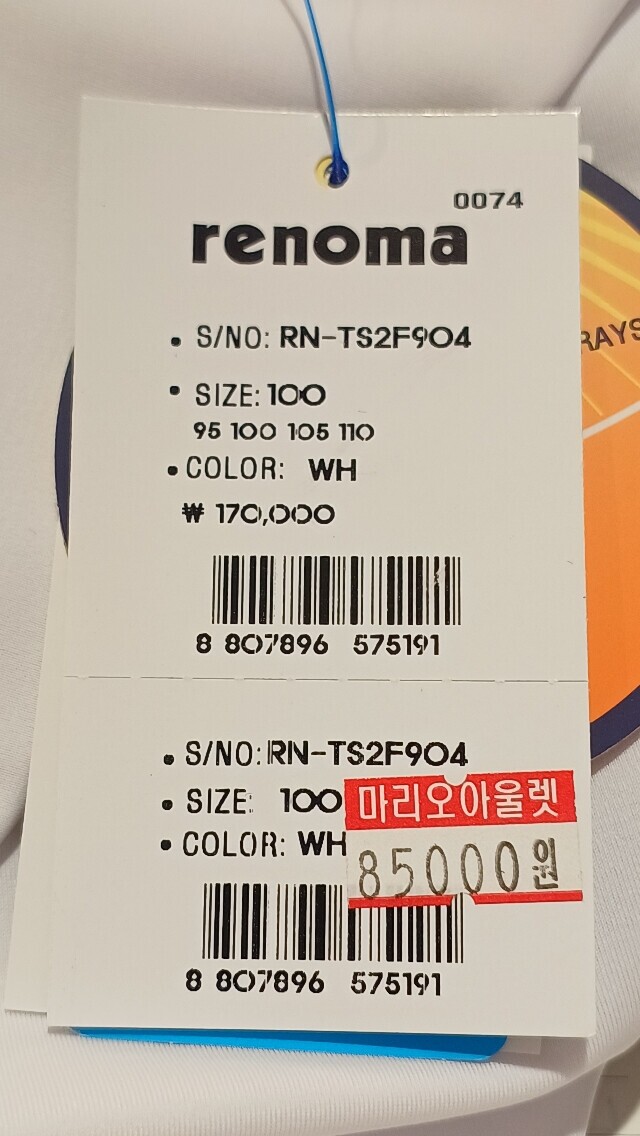 0074
renoma
• S/NO: RN-TS2F904
• SIZE: 100
95 100 105 110
• COLOR: WH
₩ 170,000
8 807896 575191
• S/NO: RN-TS2F904
• SIZE: 100
• COLOR: WH
마리오아울렛
85000원
8 807896 575191
RAYS